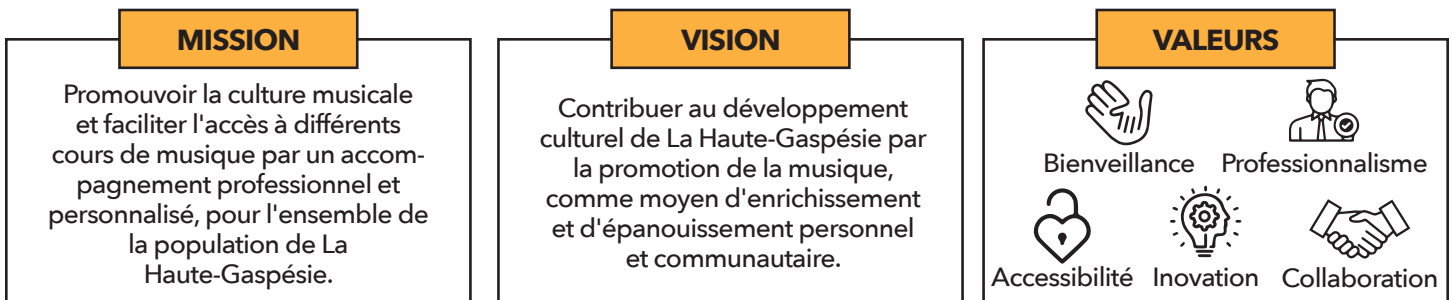 MISSION
Promouvoir la culture musicale
et faciliter l'accès à différents
cours de musique par un accom-
pagnement professionnel et
personnalisé, pour l'ensemble de
la population de La
Haute-Gaspésie.
VISION
Contribuer au développement
culturel de La Haute-Gaspésie par
la promotion de la musique,
comme moyen d'enrichissement
et d'épanouissement personnel
et communautaire.
VALEURS
Bienveillance Professionnalisme
Accessibilité Inovation Collaboration